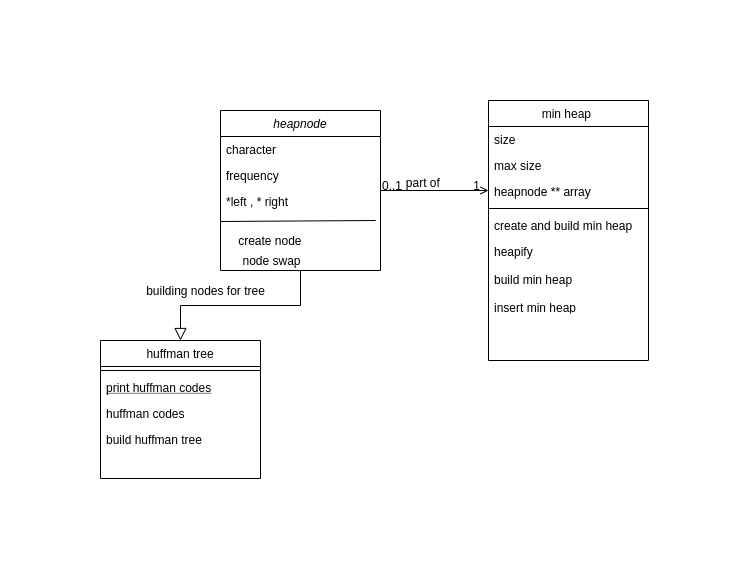 heapnode
character
frequency
*left , * right
create node
node swap
0..1 part of 1
min heap
size
max size
heapnode ** array
create and build min heap
heapify
build min heap
insert min heap
building nodes for tree
huffman tree
print huffman codes
huffman codes
build huffman tree